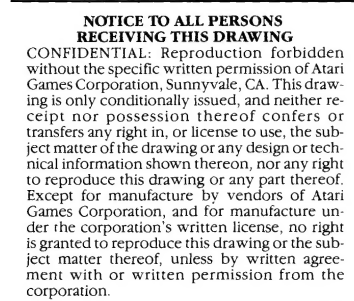 NOTICE TO ALL PERSONS
RECEIVING THIS DRAWING
CONFIDENTIAL: Reproduction forbidden
without the specific written permission of Atari
Games Corporation, Sunnyvale, CA. This draw-
ing is only conditionally issued, and neither re-
ceipt nor possession thereof confers or
transfers any right in, or license to use, the sub-
ject matter of the drawing or any design or tech-
nical information shown thereon, nor any right
to reproduce this drawing or any part thereof.
Except for manufacture by vendors of Atari
Games Corporation, and for manufacture un-
der the corporation's written license, no right
is granted to reproduce this drawing or the sub-
ject matter thereof, unless by written agree-
ment with or written permission from the
corporation.